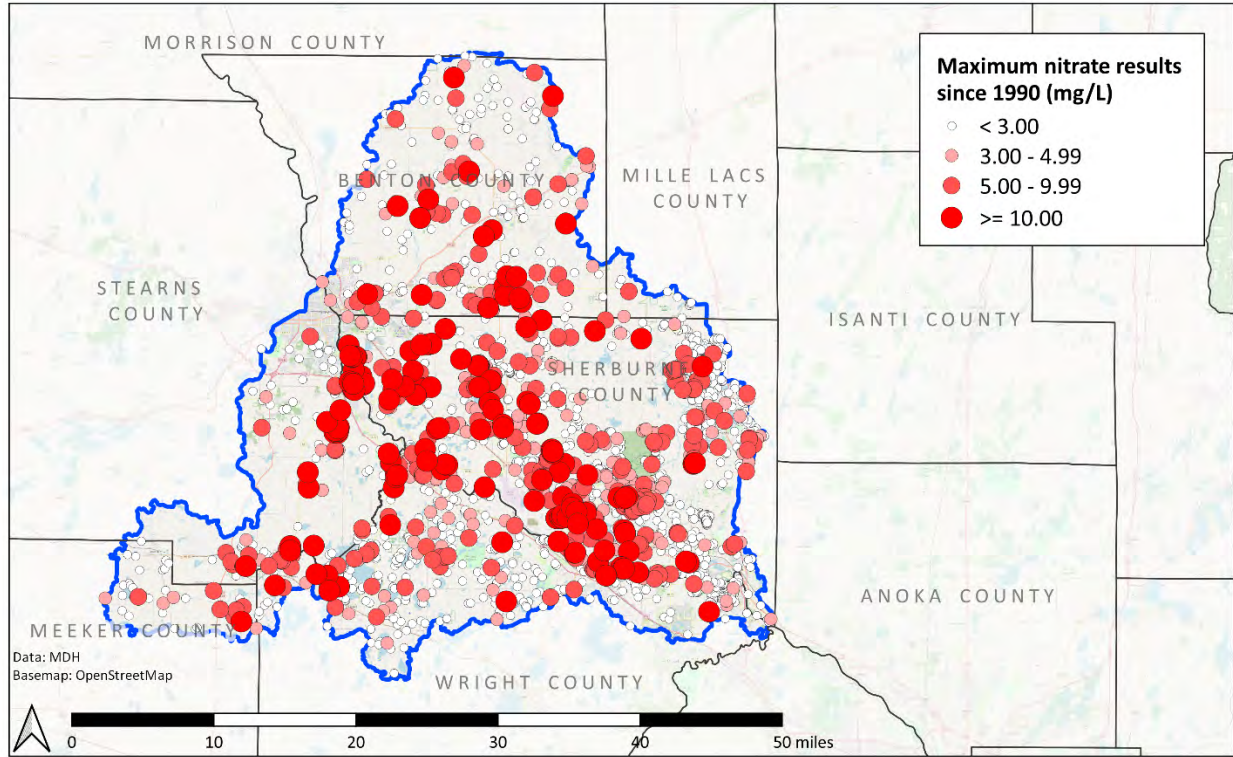 MORRISON COUNTY
Maximum nitrate results
since 1990 (mg/L)
< 3.00
3.00 - 4.99
5.00 - 9.99
>= 10.00
BENTON COUNTY
MILLE LACS
COUNTY
STEARNS
COUNTY
ISANTI COUNTY
SHERBURNE
COUNTY
ANOKA COUNTY
MEEKER COUNTY
Data: MDH
Basemap: OpenStreetMap
WRIGHT COUNTY
0 10 20 30 40 50 miles